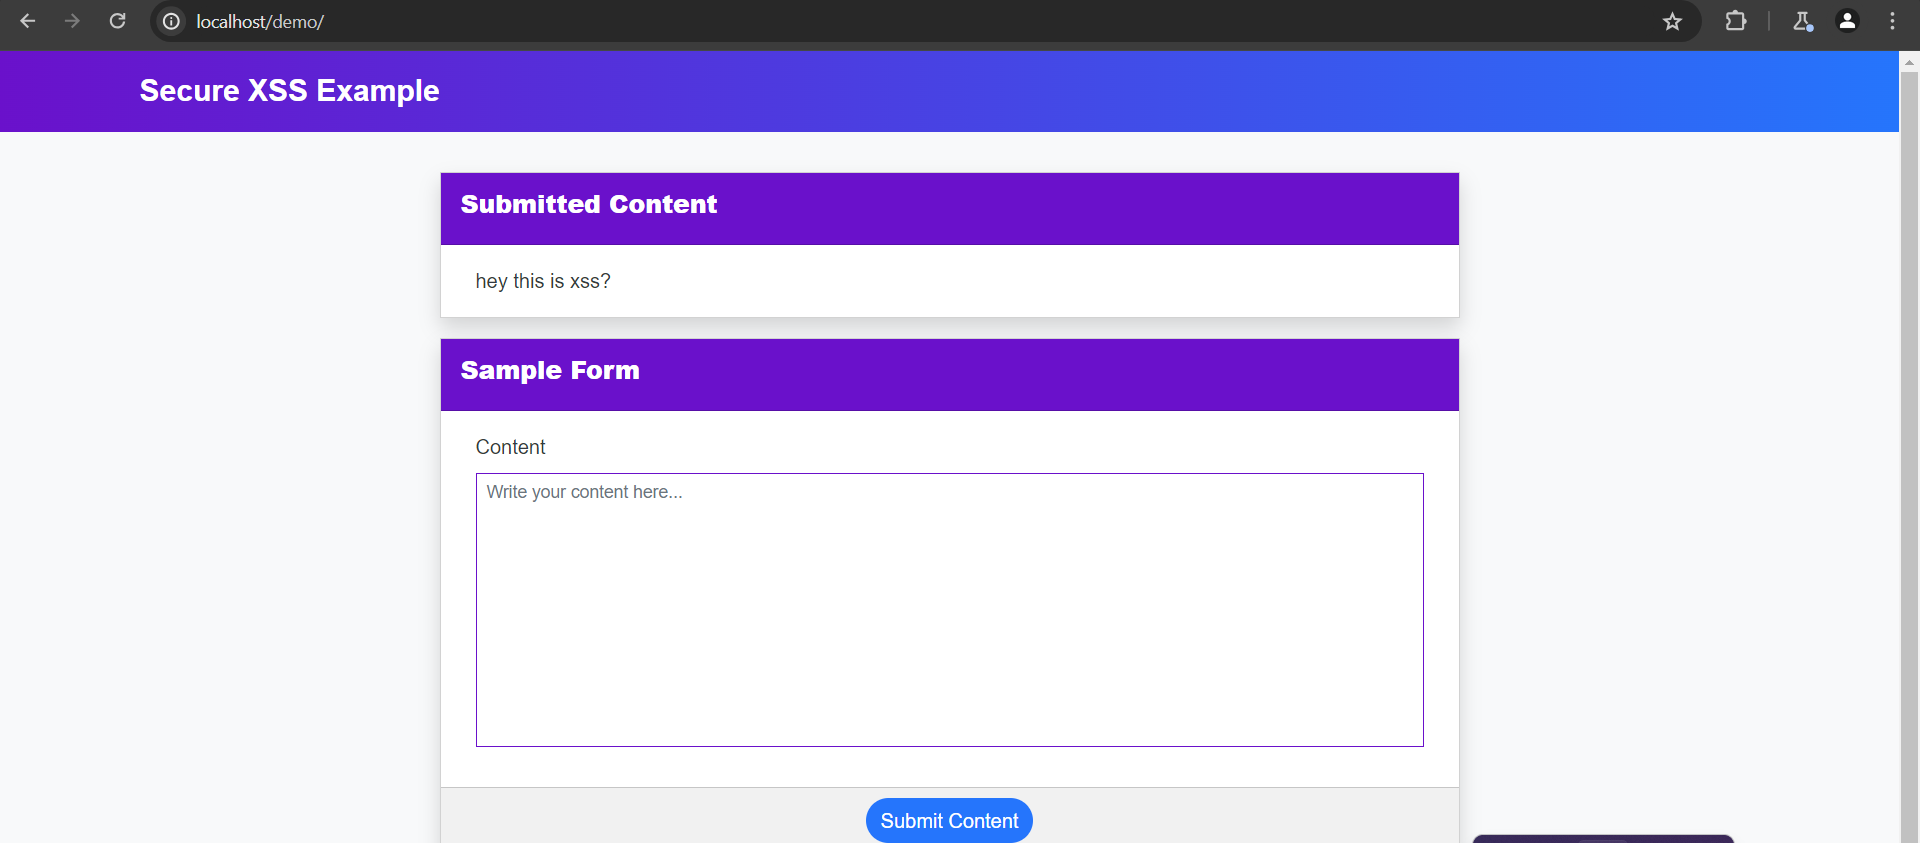 localhost/demo/
Secure XSS Example
Submitted Content
hey this is xss?
Sample Form
Content
Write your content here...
Submit Content